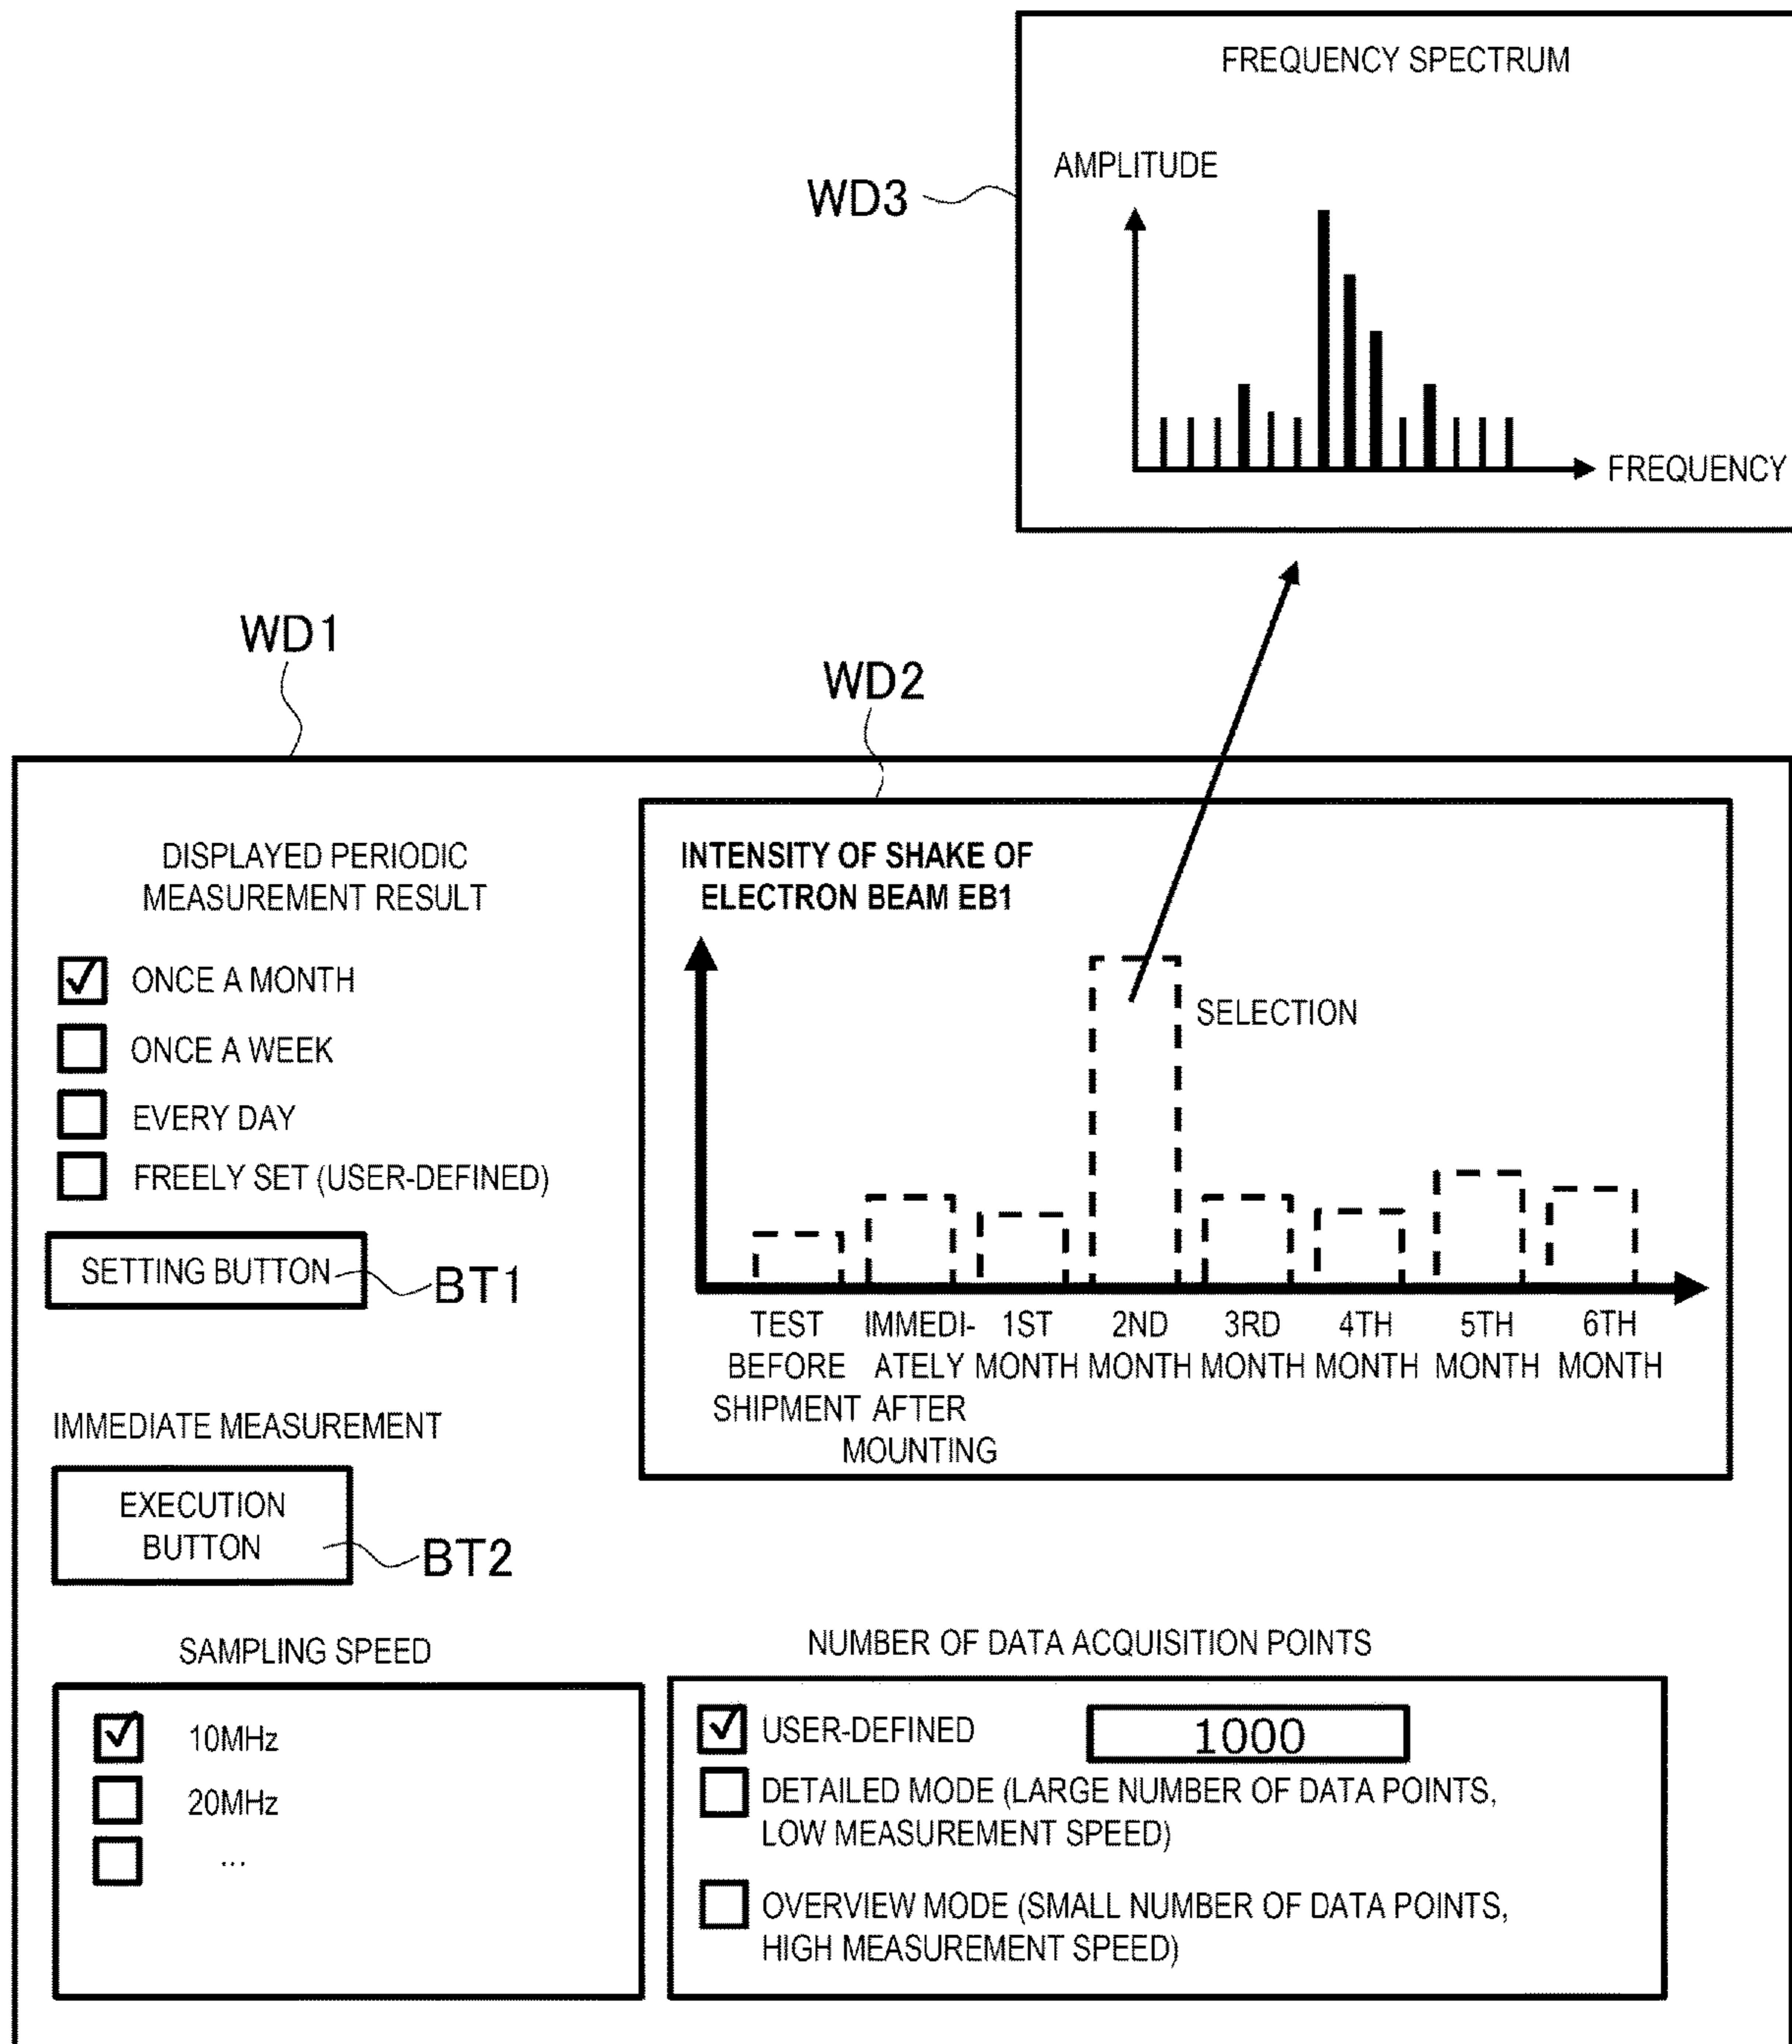 FREQUENCY SPECTRUM
AMPLITUDE
WD3
FREQUENCY
WD1
WD2
DISPLAYED PERIODIC
MEASUREMENT RESULT
ONCE A MONTH
ONCE A WEEK
EVERY DAY
FREELY SET (USER-DEFINED)
SETTING BUTTON
BT1
INTENSITY OF SHAKE OF
ELECTRON BEAM EB1
SELECTION
TEST
BEFORE
SHIPMENT
IMMEDI-
ATELY
AFTER
MOUNTING
1ST
MONTH
2ND
MONTH
3RD
MONTH
4TH
MONTH
5TH
MONTH
6TH
MONTH
IMMEDIATE MEASUREMENT
EXECUTION
BUTTON
BT2
SAMPLING SPEED
10MHz
20MHz
...
NUMBER OF DATA ACQUISITION POINTS
USER-DEFINED 1000
DETAILED MODE (LARGE NUMBER OF DATA POINTS,
LOW MEASUREMENT SPEED)
OVERVIEW MODE (SMALL NUMBER OF DATA POINTS,
HIGH MEASUREMENT SPEED)